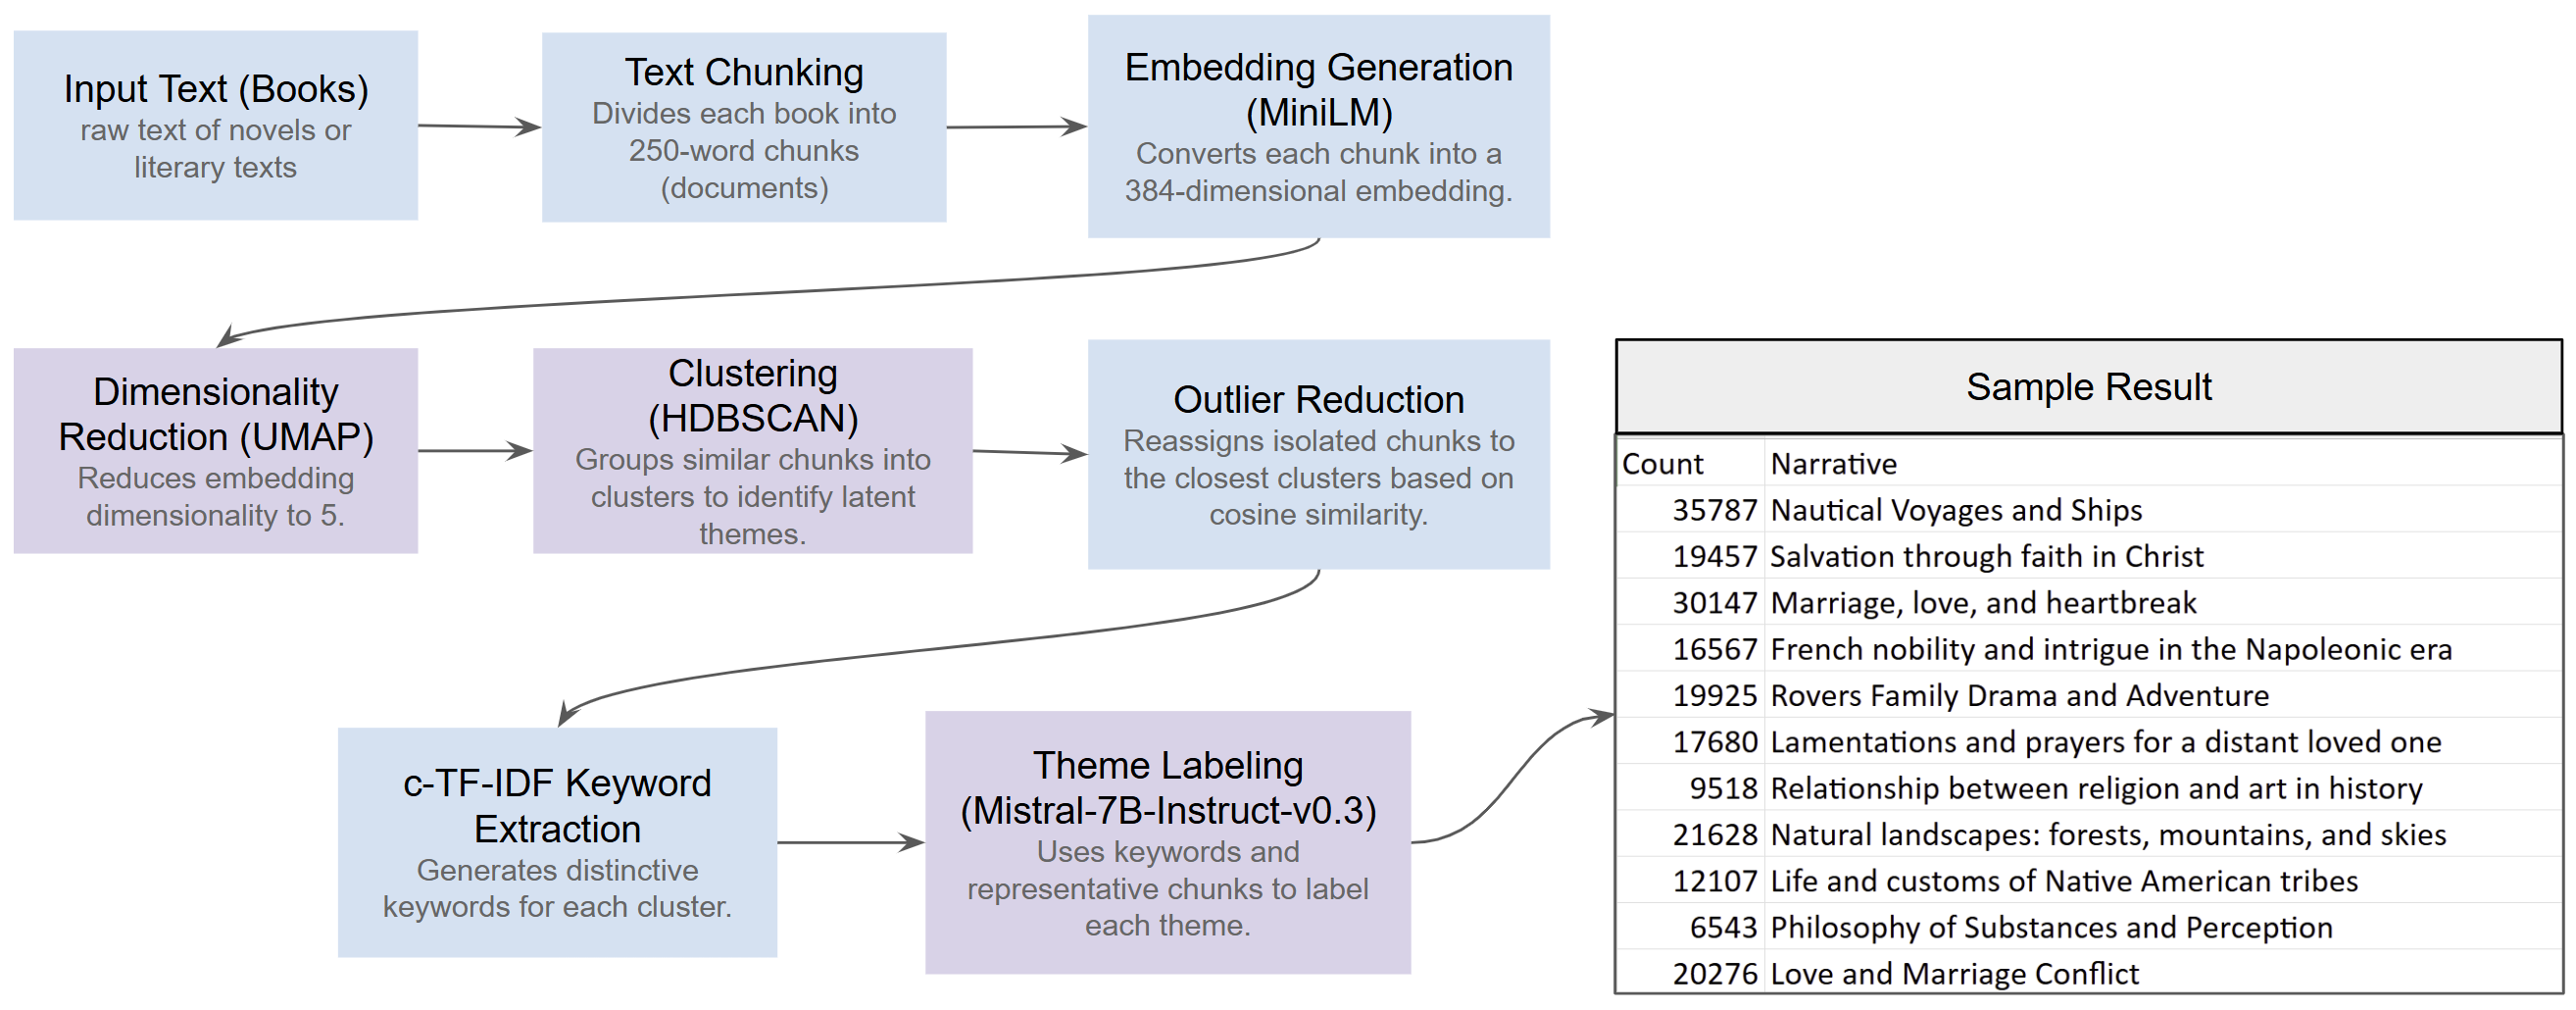 Input Text (Books)
raw text of novels or
literary texts
Text Chunking
Divides each book into
250-word chunks
(documents)
Embedding Generation
(MiniLM)
Converts each chunk into a
384-dimensional embedding.
Dimensionality
Reduction (UMAP)
Reduces embedding
dimensionality to 5.
Clustering
(HDBSCAN)
Groups similar chunks into
clusters to identify latent
themes.
Outlier Reduction
Reassigns isolated chunks to
the closest clusters based on
cosine similarity.
c-TF-IDF Keyword
Extraction
Generates distinctive
keywords for each cluster.
Theme Labeling
(Mistral-7B-Instruct-v0.3)
Uses keywords and
representative chunks to label
each theme.
Sample Result
Count Narrative
35787 Nautical Voyages and Ships
19457 Salvation through faith in Christ
30147 Marriage, love, and heartbreak
16567 French nobility and intrigue in the Napoleonic era
19925 Rovers Family Drama and Adventure
17680 Lamentations and prayers for a distant loved one
9518 Relationship between religion and art in history
21628 Natural landscapes: forests, mountains, and skies
12107 Life and customs of Native American tribes
6543 Philosophy of Substances and Perception
20276 Love and Marriage Conflict